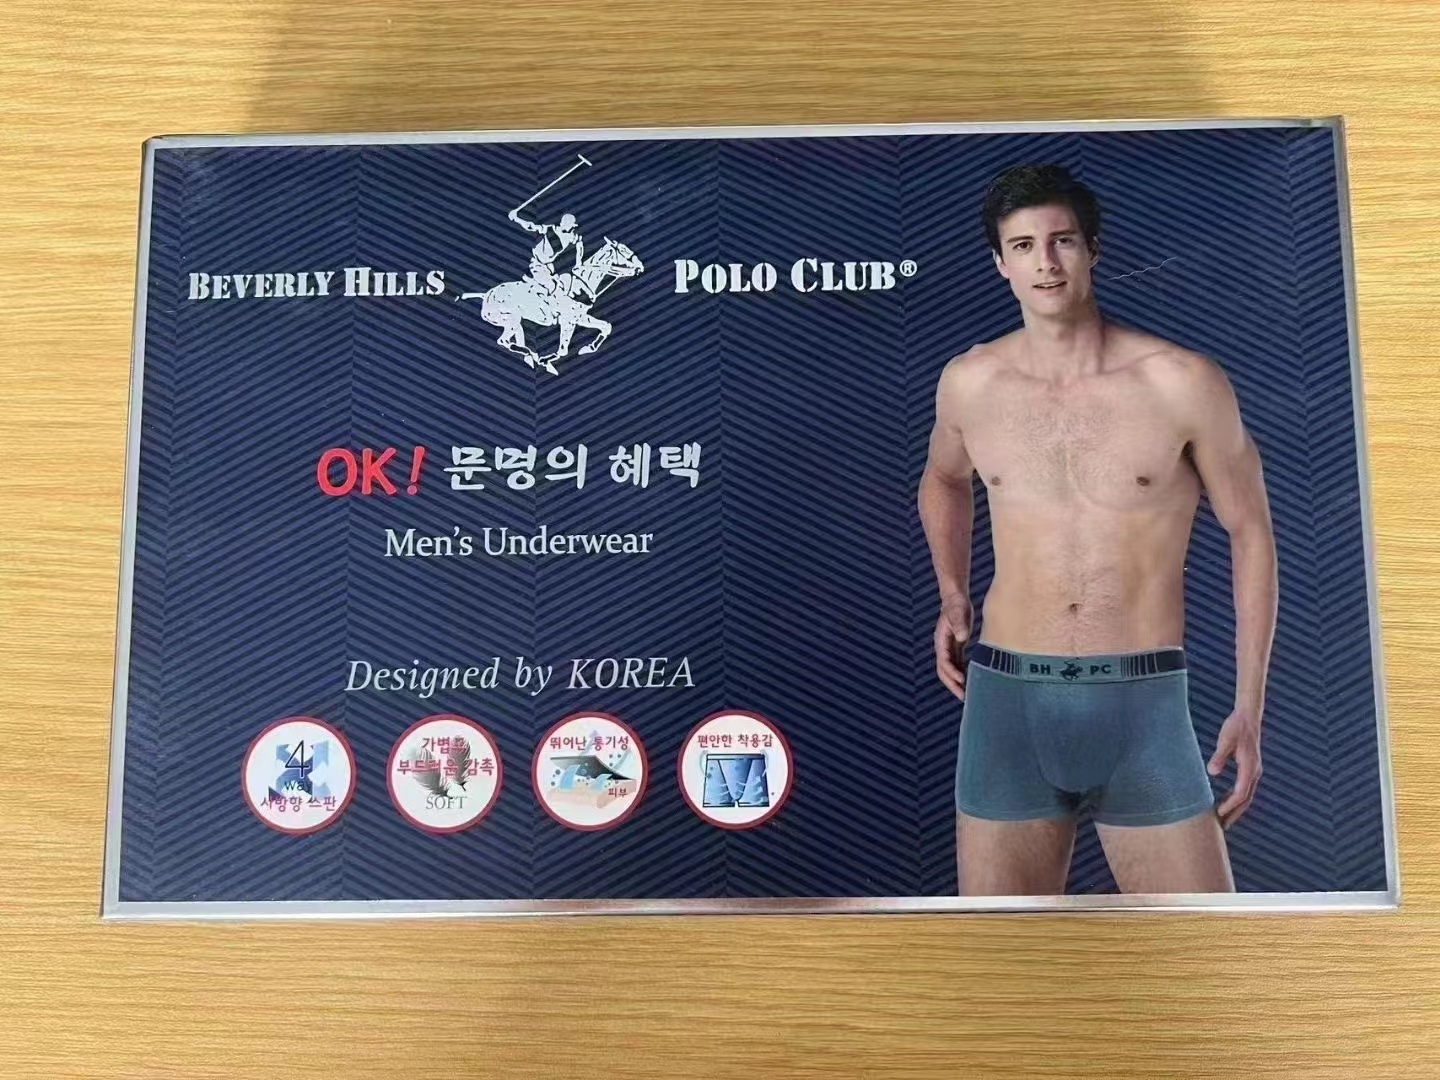 BEVERLY HILLS POLO CLUB®
OK! 문명의 혜택
Men's Underwear
Designed by KOREA
4
way
사방향 스판
가볍고
부드러운 감촉
SOFT
뛰어난 통기성
피부
편안한 착용감
BH PC